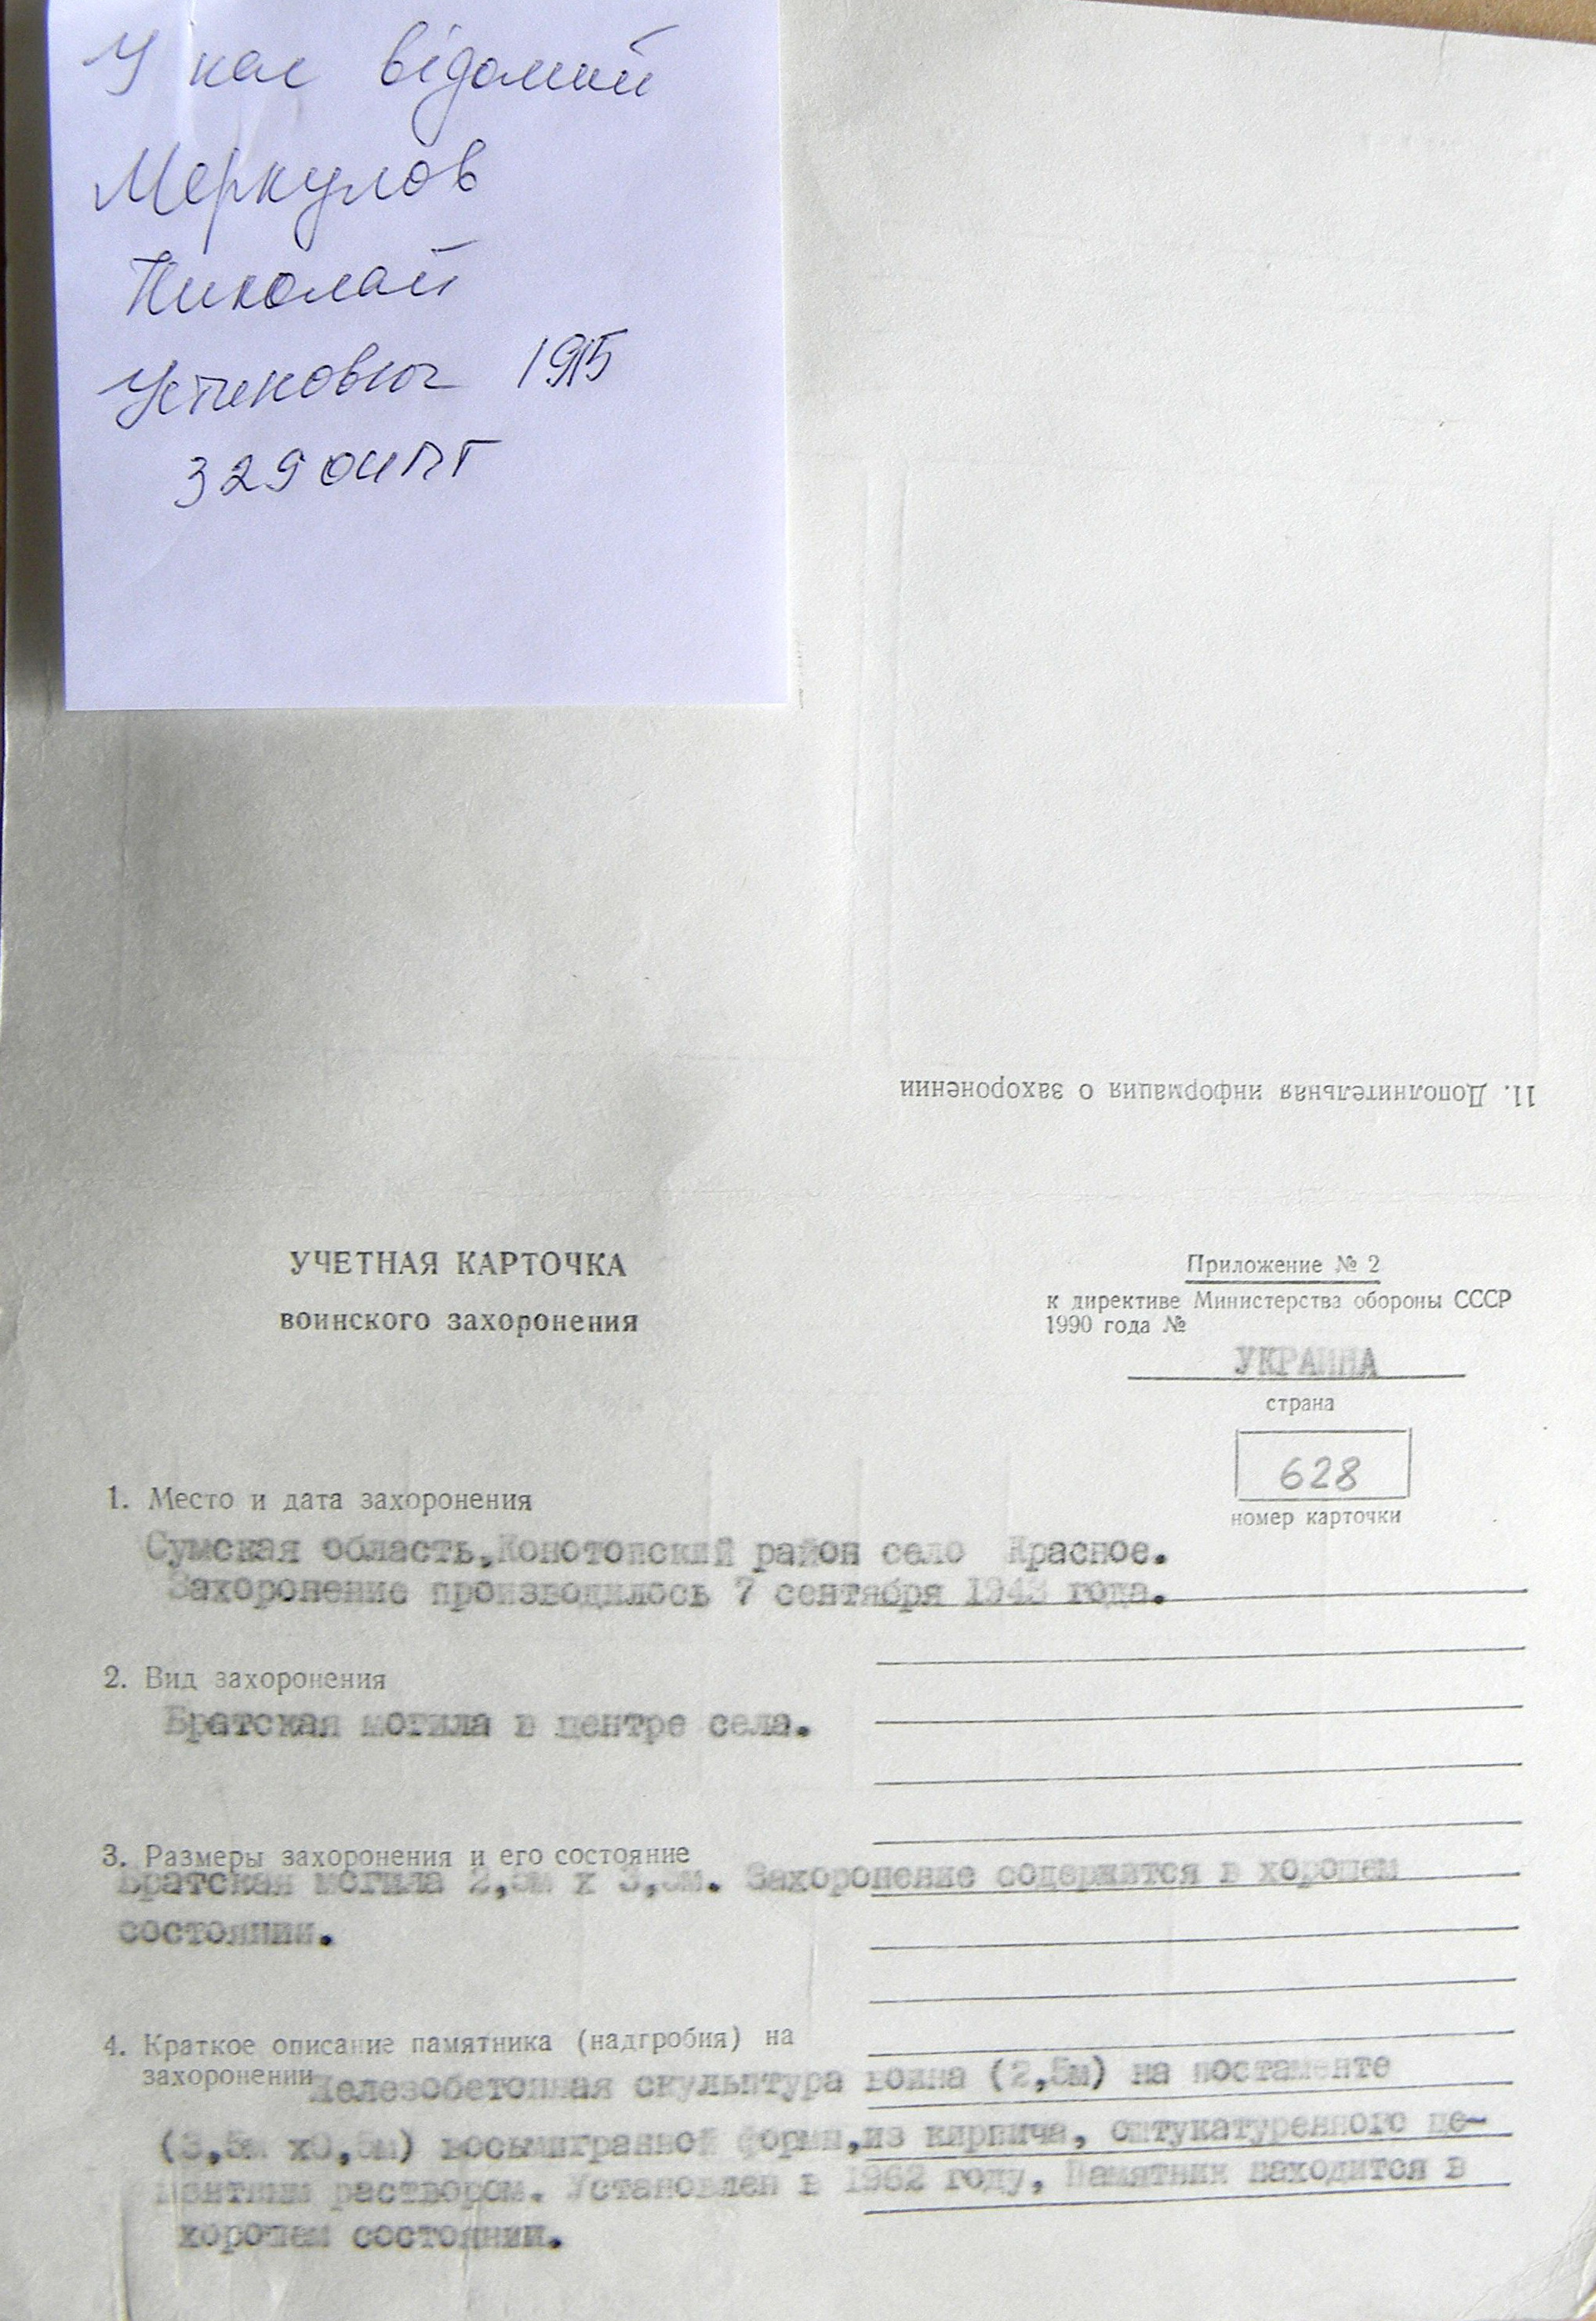 У нас відомий
Меркулов
Николай
Устинович 1915
329 ОИПТ
11. Дополнительная информация о захоронении
УЧЕТНАЯ КАРТОЧКА
воинского захоронения
Приложение № 2
к директиве Министерства обороны СССР
1990 года №
УКРАИНА
страна
628
номер карточки
1. Место и дата захоронения
Сумская область,Конотопский район село Красное.
Захоронение производилось 7 сентября 1943 года.
2. Вид захоронения
Братская могила в центре села.
3. Размеры захоронения и его состояние
Братская могила 2,5м х 3,5м. Захоронение содержится в хорошем
состоянии.
4. Краткое описание памятника (надгробия) на
захоронении Железобетонная скульптура воина (2,5м) на постаменте
(3,5м х0,5м) восьмигранной формы,из кирпича, оштукатуренного це-
ментным раствором. Установлен в 1962 году, Памятник находится в
хорошем состоянии.